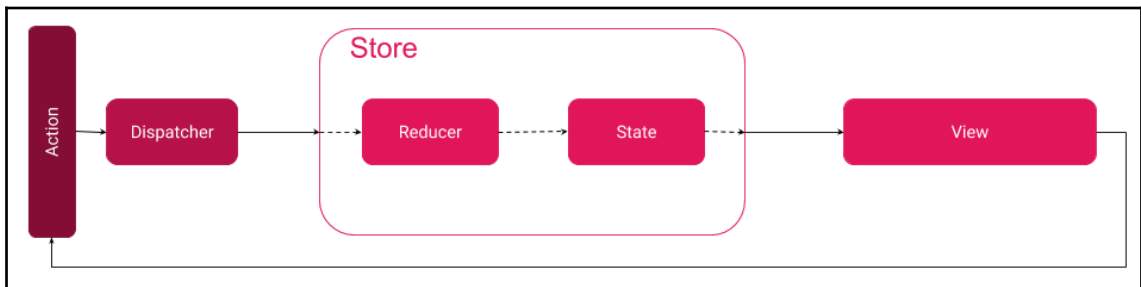 Store
Action
Dispatcher
Reducer
State
View